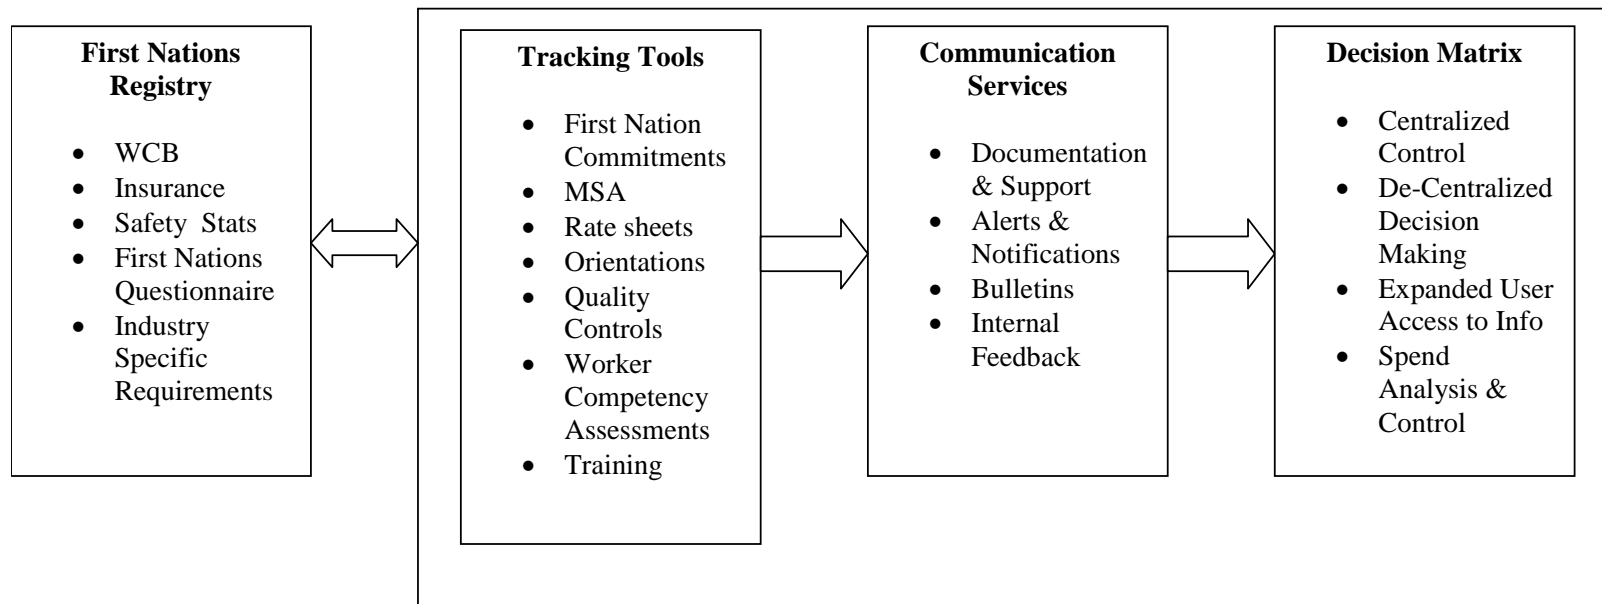 First Nations
Registry
• WCB
• Insurance
• Safety  Stats
• First Nations
Questionnaire
• Industry
Specific
Requirements
Tracking Tools
• First Nation
Commitments
• MSA
• Rate sheets
• Orientations
• Quality
Controls
• Worker
Competency
Assessments
• Training
Communication
Services
• Documentation
& Support
• Alerts &
Notifications
• Bulletins
• Internal
Feedback
Decision Matrix
• Centralized
Control
• De-Centralized
Decision
Making
• Expanded User
Access to Info
• Spend
Analysis &
Control